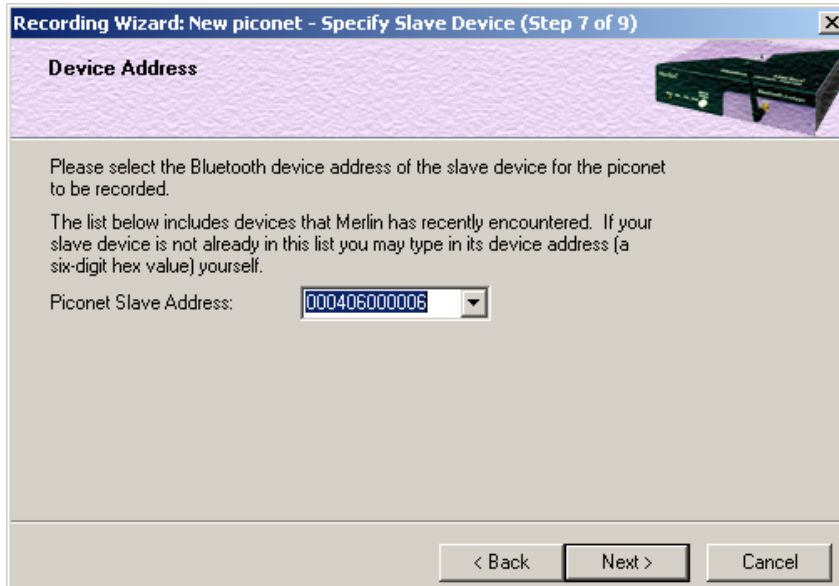 Recording Wizard: New piconet - Specify Slave Device (Step 7 of 9)
Device Address
Please select the Bluetooth device address of the slave device for the piconet
to be recorded.
The list below includes devices that Merlin has recently encountered. If your
slave device is not already in this list you may type in its device address (a
six-digit hex value) yourself.
Piconet Slave Address: 000406000006
< Back Next > Cancel